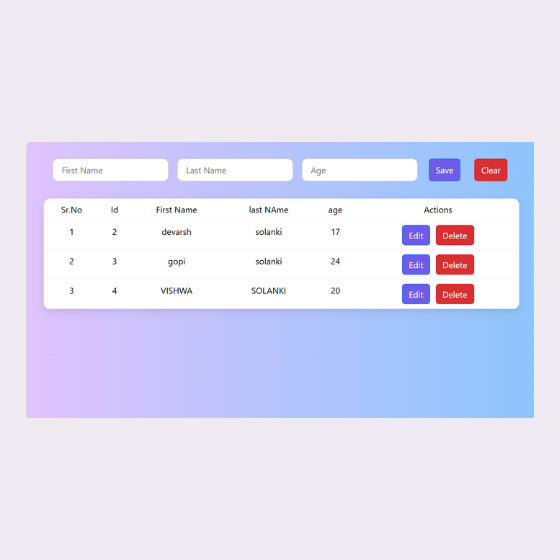 First Name Last Name Age Save Clear
Sr.No Id First Name last NAme age Actions
1 2 devarsh solanki 17 Edit Delete
2 3 gopi solanki 24 Edit Delete
3 4 VISHWA SOLANKI 20 Edit Delete